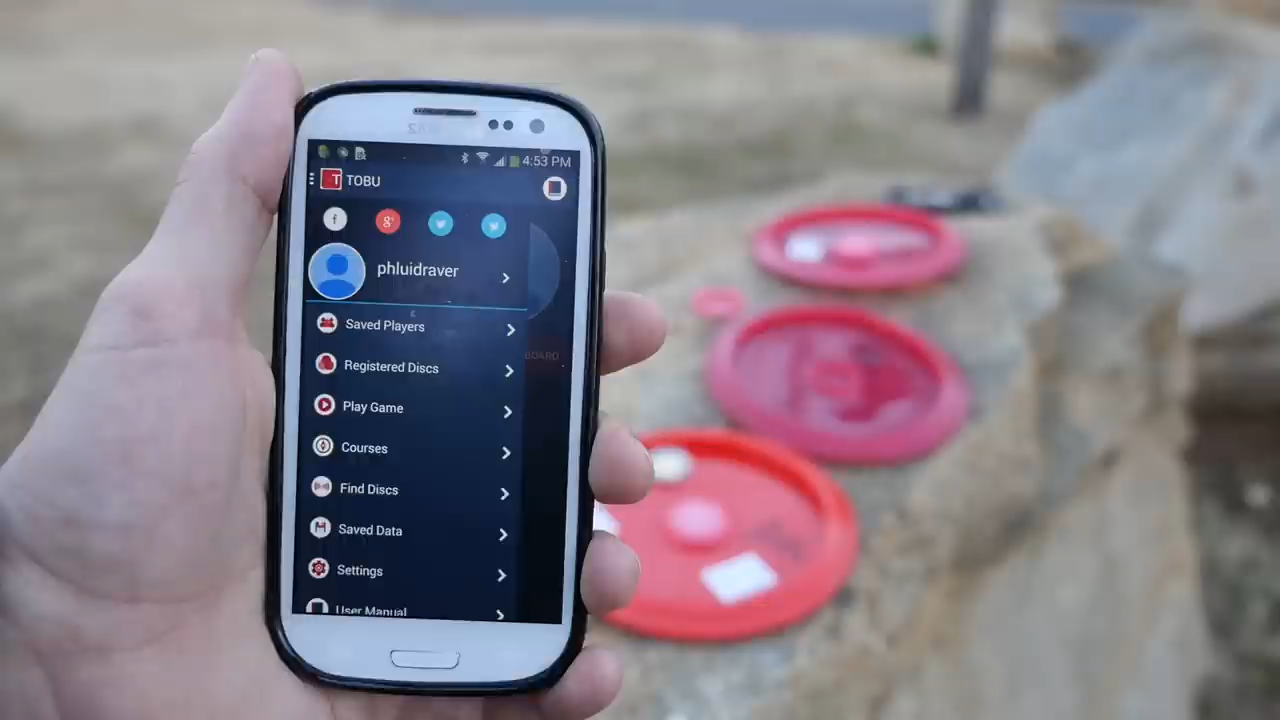 4:53 PM
T TOBU
f g+
phluidraver
Saved Players
BOARD
Registered Discs
Play Game
Courses
Find Discs
Saved Data
Settings
User Manual